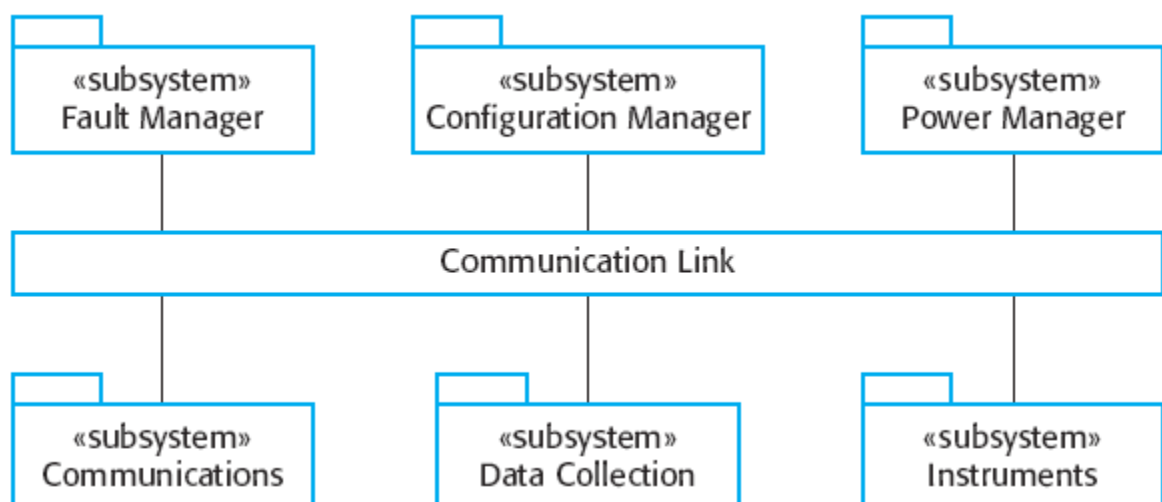 «subsystem»
Fault Manager
«subsystem»
Configuration Manager
«subsystem»
Power Manager
Communication Link
«subsystem»
Communications
«subsystem»
Data Collection
«subsystem»
Instruments